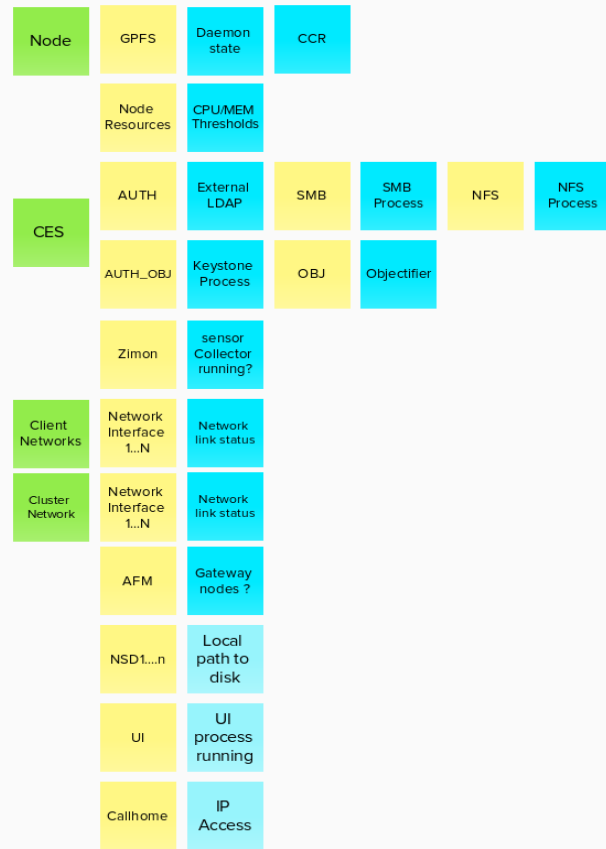 Node
GPFS
Daemon
state
CCR
Node
Resources
CPU/MEM
Thresholds
CES
AUTH
External
LDAP
SMB
SMB
Process
NFS
NFS
Process
AUTH_OBJ
Keystone
Process
OBJ
Objectifier
Zimon
sensor
Collector
running?
Client
Networks
Network
Interface
1...N
Network
link status
Cluster
Network
Network
Interface
1...N
Network
link status
AFM
Gateway
nodes ?
NSD1....n
Local
path to
disk
UI
UI
process
running
Callhome
IP
Access